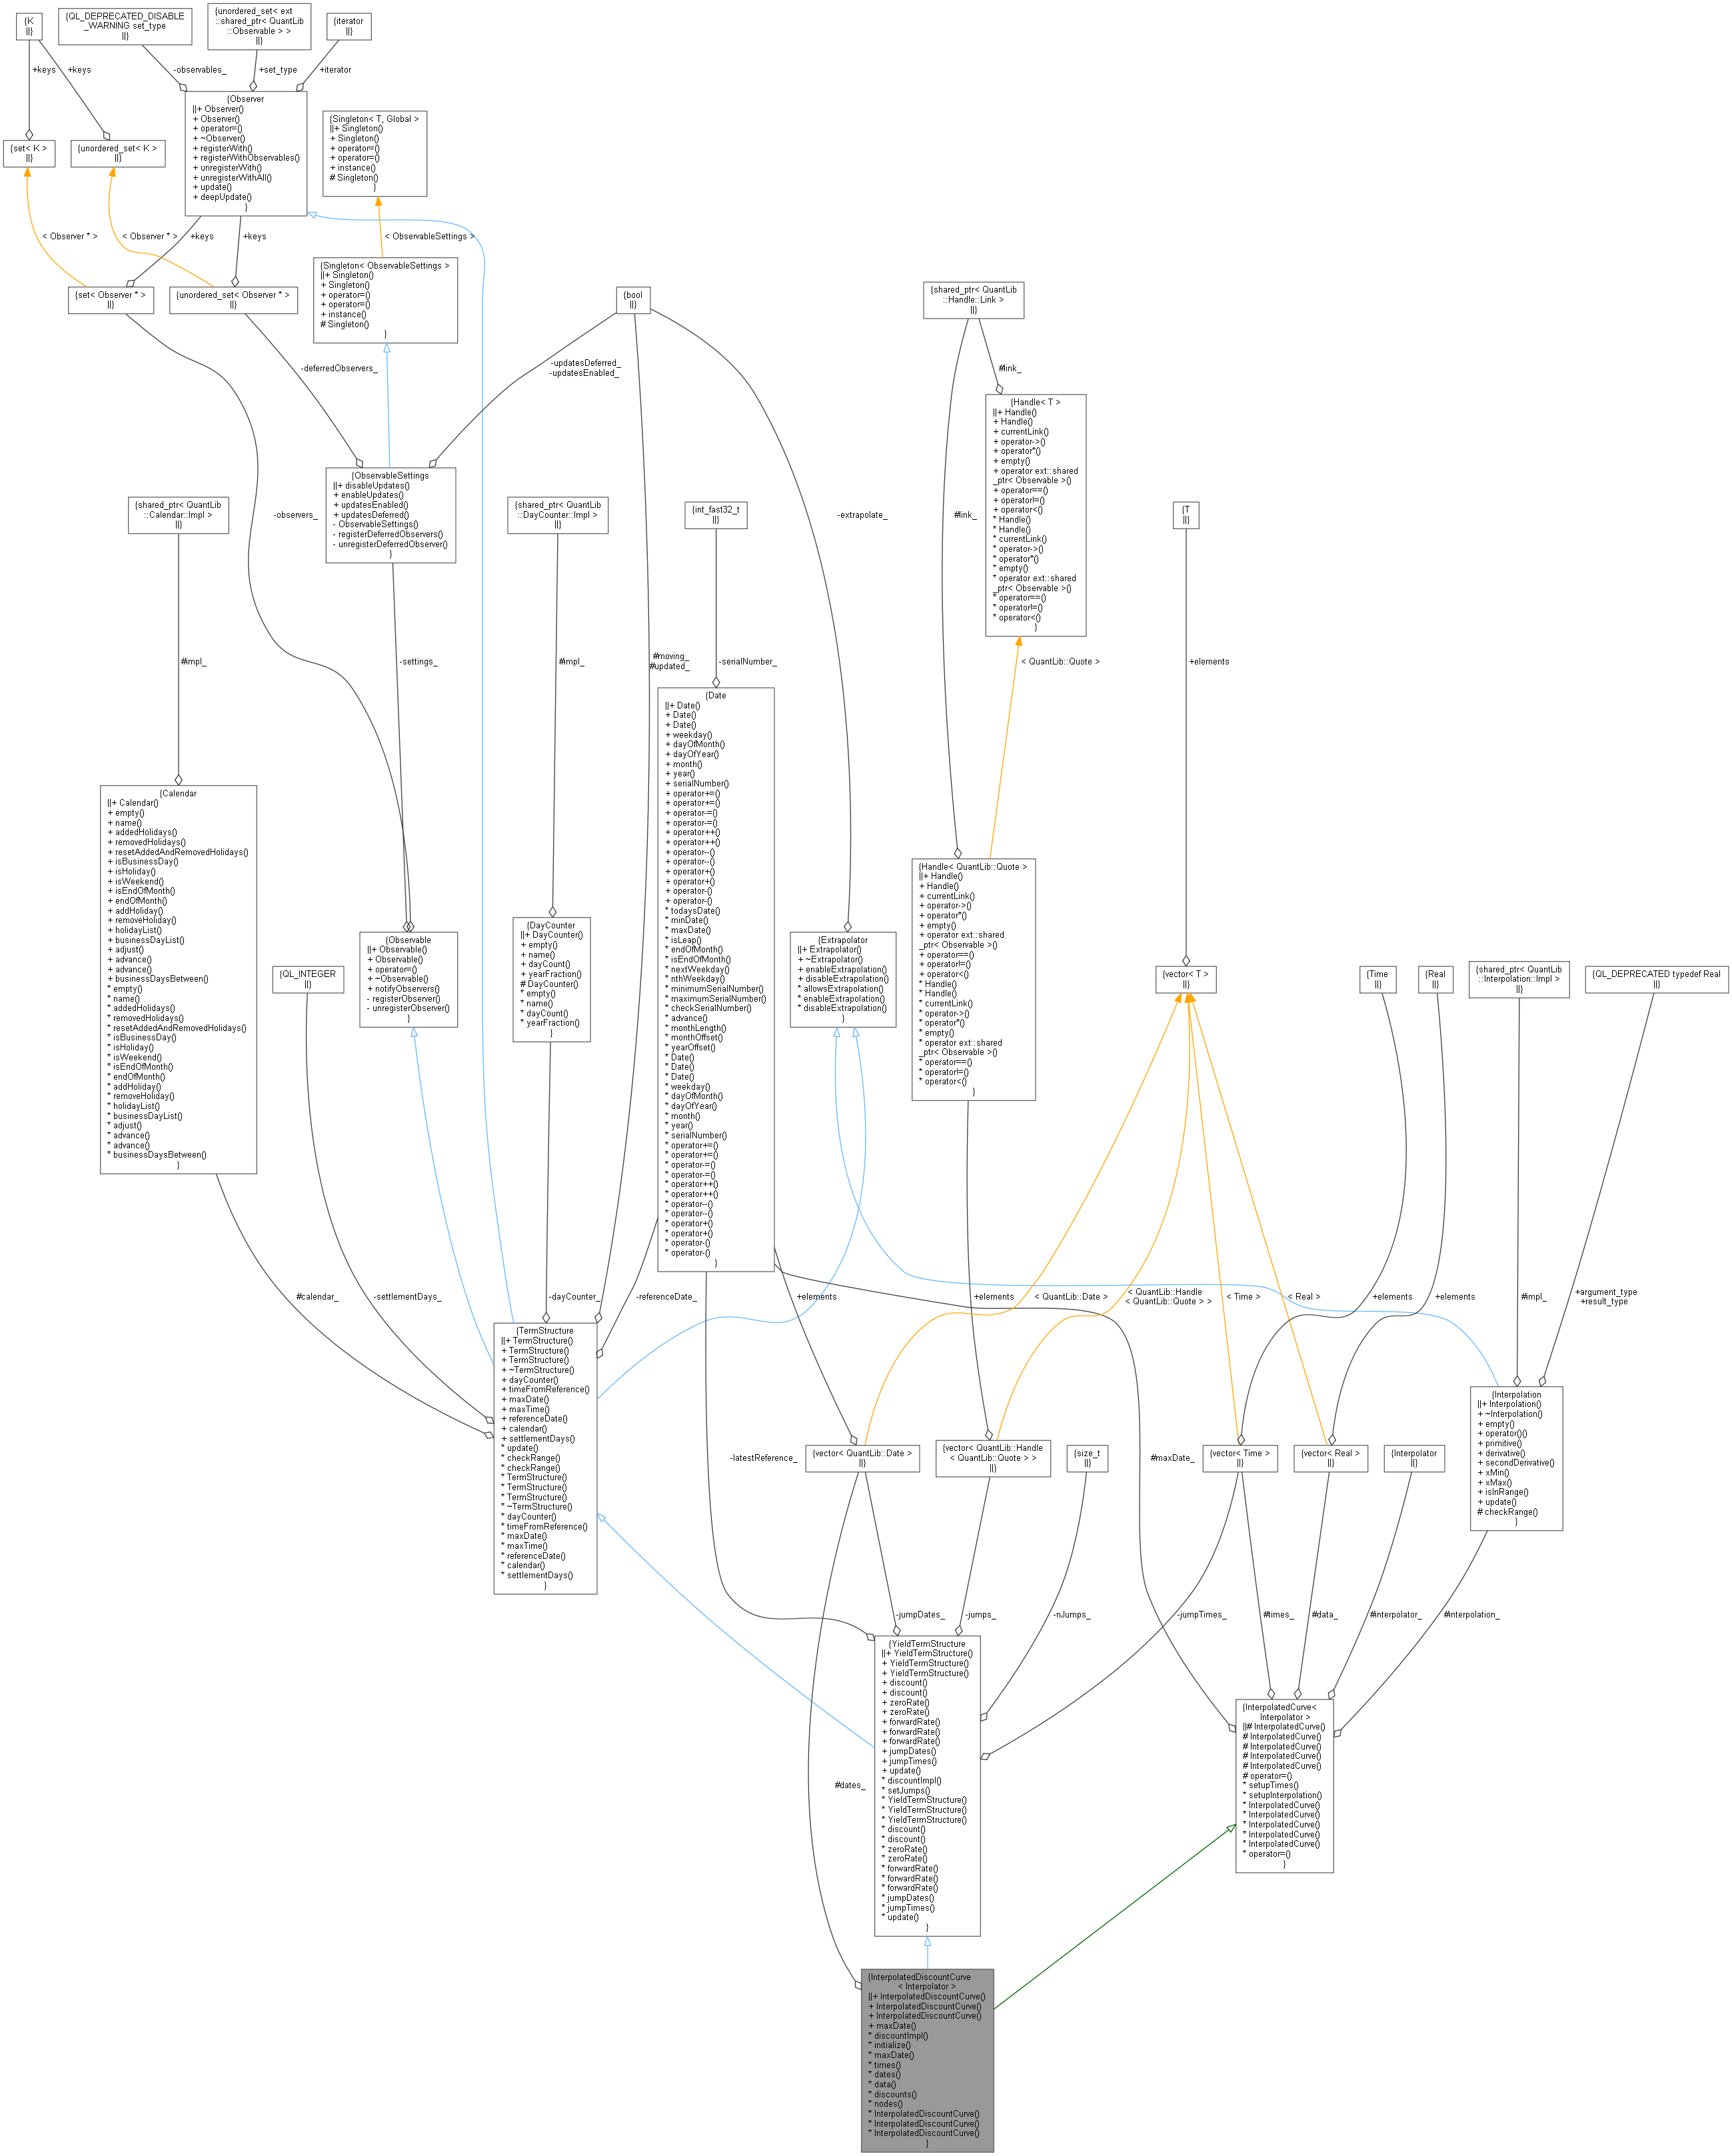 {K
||}
{QL_DEPRECATED_DISABLE
_WARNING set_type
||}
{unordered_set< ext
::shared_ptr< QuantLib
::Observable > >
||}
{iterator
||}
+keys
+keys
-observables_
+set_type
+iterator
{Observer
||+ Observer()
+ Observer()
+ operator=()
+ ~Observer()
+ registerWith()
+ registerWithObservables()
+ unregisterWith()
+ unregisterWithAll()
+ update()
+ deepUpdate()
}
{Singleton< T, Global >
||+ Singleton()
+ Singleton()
+ operator=()
+ operator=()
+ instance()
# Singleton()
}
{set< K >
||}
{unordered_set< K >
||}
< Observer * >
< Observer * >
+keys
+keys
< ObservableSettings >
{Singleton< ObservableSettings >
||+ Singleton()
+ Singleton()
+ operator=()
+ operator=()
+ instance()
# Singleton()
}
{set< Observer * >
||}
{unordered_set< Observer * >
||}
{bool
||}
{shared_ptr< QuantLib
::Handle::Link >
||}
-deferredObservers_
-updatesDeferred_
-updatesEnabled_
#link_
{Handle< T >
||+ Handle()
+ Handle()
+ currentLink()
+ operator->()
+ operator*()
+ empty()
+ operator ext::shared
_ptr< Observable >()
+ operator==()
+ operator!=()
+ operator<()
* Handle()
* Handle()
* currentLink()
* operator->()
* operator*()
* empty()
* operator ext::shared
_ptr< Observable >()
* operator==()
* operator!=()
* operator<()
}
{ObservableSettings
||+ disableUpdates()
+ enableUpdates()
+ updatesEnabled()
+ updatesDeferred()
- ObservableSettings()
- registerDeferredObservers()
- unregisterDeferredObserver()
}
{shared_ptr< QuantLib
::Calendar::Impl >
||}
-observers_
{shared_ptr< QuantLib
::DayCounter::Impl >
||}
{int_fast32_t
||}
-extrapolate_
#link_
{T
||}
#impl_
-settings_
#impl_
#moving_
#updated_
-serialNumber_
< QuantLib::Quote >
+elements
{Date
||+ Date()
+ Date()
+ Date()
+ weekday()
+ dayOfMonth()
+ dayOfYear()
+ month()
+ year()
+ serialNumber()
+ operator+=()
+ operator+=()
+ operator-=()
+ operator-=()
+ operator++()
+ operator++()
+ operator--()
+ operator--()
+ operator+()
+ operator+()
+ operator-()
+ operator-()
* todaysDate()
* minDate()
* maxDate()
* isLeap()
* endOfMonth()
* isEndOfMonth()
* nextWeekday()
* nthWeekday()
* minimumSerialNumber()
* maximumSerialNumber()
* checkSerialNumber()
* advance()
* monthLength()
* monthOffset()
* yearOffset()
* Date()
* Date()
* Date()
* weekday()
* dayOfMonth()
* dayOfYear()
* month()
* year()
* serialNumber()
* operator+=()
* operator+=()
* operator-=()
* operator-=()
* operator++()
* operator++()
* operator--()
* operator--()
* operator+()
* operator+()
* operator-()
* operator-()
}
{Calendar
||+ Calendar()
+ empty()
+ name()
+ addedHolidays()
+ removedHolidays()
+ resetAddedAndRemovedHolidays()
+ isBusinessDay()
+ isHoliday()
+ isWeekend()
+ isEndOfMonth()
+ endOfMonth()
+ addHoliday()
+ removeHoliday()
+ holidayList()
+ businessDayList()
+ adjust()
+ advance()
+ advance()
+ businessDaysBetween()
* empty()
* name()
* addedHolidays()
* removedHolidays()
* resetAddedAndRemovedHolidays()
* isBusinessDay()
* isHoliday()
* isWeekend()
* isEndOfMonth()
* endOfMonth()
* addHoliday()
* removeHoliday()
* holidayList()
* businessDayList()
* adjust()
* advance()
* advance()
* businessDaysBetween()
}
{Handle< QuantLib::Quote >
||+ Handle()
+ Handle()
+ currentLink()
+ operator->()
+ operator*()
+ empty()
+ operator ext::shared
_ptr< Observable >()
+ operator==()
+ operator!=()
+ operator<()
* Handle()
* Handle()
* currentLink()
* operator->()
* operator*()
* empty()
* operator ext::shared
_ptr< Observable >()
* operator==()
* operator!=()
* operator<()
}
{DayCounter
||+ DayCounter()
+ empty()
+ name()
+ dayCount()
+ yearFraction()
# DayCounter()
* empty()
* name()
* dayCount()
* yearFraction()
}
{Observable
||+ Observable()
+ Observable()
+ operator=()
+ ~Observable()
+ notifyObservers()
- registerObserver()
- unregisterObserver()
}
{Extrapolator
||+ Extrapolator()
+ ~Extrapolator()
+ enableExtrapolation()
+ disableExtrapolation()
* allowsExtrapolation()
* enableExtrapolation()
* disableExtrapolation()
}
{QL_INTEGER
||}
{vector< T >
||}
{Time
||}
{Real
||}
{shared_ptr< QuantLib
::Interpolation::Impl >
||}
{QL_DEPRECATED typedef Real
||}
#calendar_
-settlementDays_
-dayCounter_
-referenceDate_
+elements
+elements
< QuantLib::Date >
< QuantLib::Handle
< QuantLib::Quote > >
< Time >
< Real >
+elements
+elements
#impl_
+argument_type
+result_type
{TermStructure
||+ TermStructure()
+ TermStructure()
+ TermStructure()
+ ~TermStructure()
+ dayCounter()
+ timeFromReference()
+ maxDate()
+ maxTime()
+ referenceDate()
+ calendar()
+ settlementDays()
* update()
* checkRange()
* checkRange()
* TermStructure()
* TermStructure()
* TermStructure()
* ~TermStructure()
* dayCounter()
* timeFromReference()
* maxDate()
* maxTime()
* referenceDate()
* calendar()
* settlementDays()
}
{Interpolation
||+ Interpolation()
+ ~Interpolation()
+ empty()
+ operator()()
+ primitive()
+ derivative()
+ secondDerivative()
+ xMin()
+ xMax()
+ isInRange()
+ update()
# checkRange()
}
{vector< QuantLib::Date >
||}
{vector< QuantLib::Handle
< QuantLib::Quote > >
||}
{size_t
||}
{vector< Time >
||}
{vector< Real >
||}
{Interpolator
||}
-latestReference_
#maxDate_
-jumpDates_
-jumps_
-nJumps_
-jumpTimes_
#times_
#data_
#interpolator_
#interpolation_
{YieldTermStructure
||+ YieldTermStructure()
+ YieldTermStructure()
+ YieldTermStructure()
+ discount()
+ discount()
+ zeroRate()
+ zeroRate()
+ forwardRate()
+ forwardRate()
+ forwardRate()
+ jumpDates()
+ jumpTimes()
+ update()
* discountImpl()
* setJumps()
* YieldTermStructure()
* YieldTermStructure()
* YieldTermStructure()
* discount()
* discount()
* zeroRate()
* zeroRate()
* forwardRate()
* forwardRate()
* forwardRate()
* jumpDates()
* jumpTimes()
* update()
}
{InterpolatedCurve<
Interpolator >
||# InterpolatedCurve()
# InterpolatedCurve()
# InterpolatedCurve()
# InterpolatedCurve()
# InterpolatedCurve()
# operator=()
* setupTimes()
* setupInterpolation()
* InterpolatedCurve()
* InterpolatedCurve()
* InterpolatedCurve()
* InterpolatedCurve()
* InterpolatedCurve()
* operator=()
}
#dates_
{InterpolatedDiscountCurve
< Interpolator >
||+ InterpolatedDiscountCurve()
+ InterpolatedDiscountCurve()
+ InterpolatedDiscountCurve()
+ maxDate()
* discountImpl()
* initialize()
* maxDate()
* times()
* dates()
* data()
* discounts()
* nodes()
* InterpolatedDiscountCurve()
* InterpolatedDiscountCurve()
* InterpolatedDiscountCurve()
}